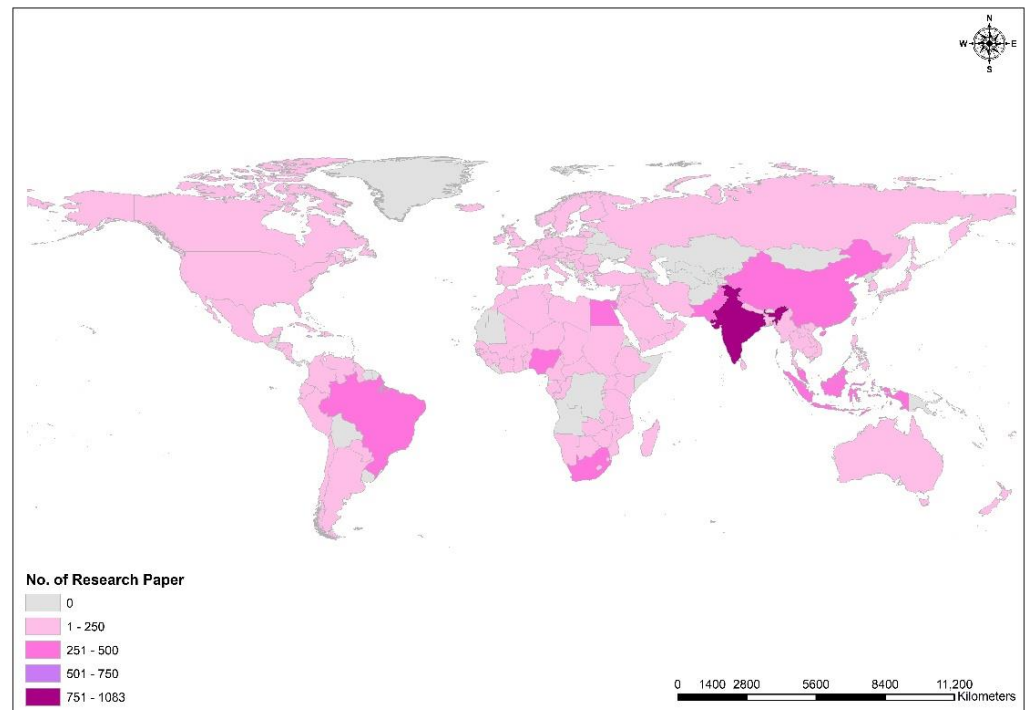 N
W E
S
No. of Research Paper
0
1 - 250
251 - 500
501 - 750
751 - 1083
0 1400 2800 5600 8400 11,200
Kilometers